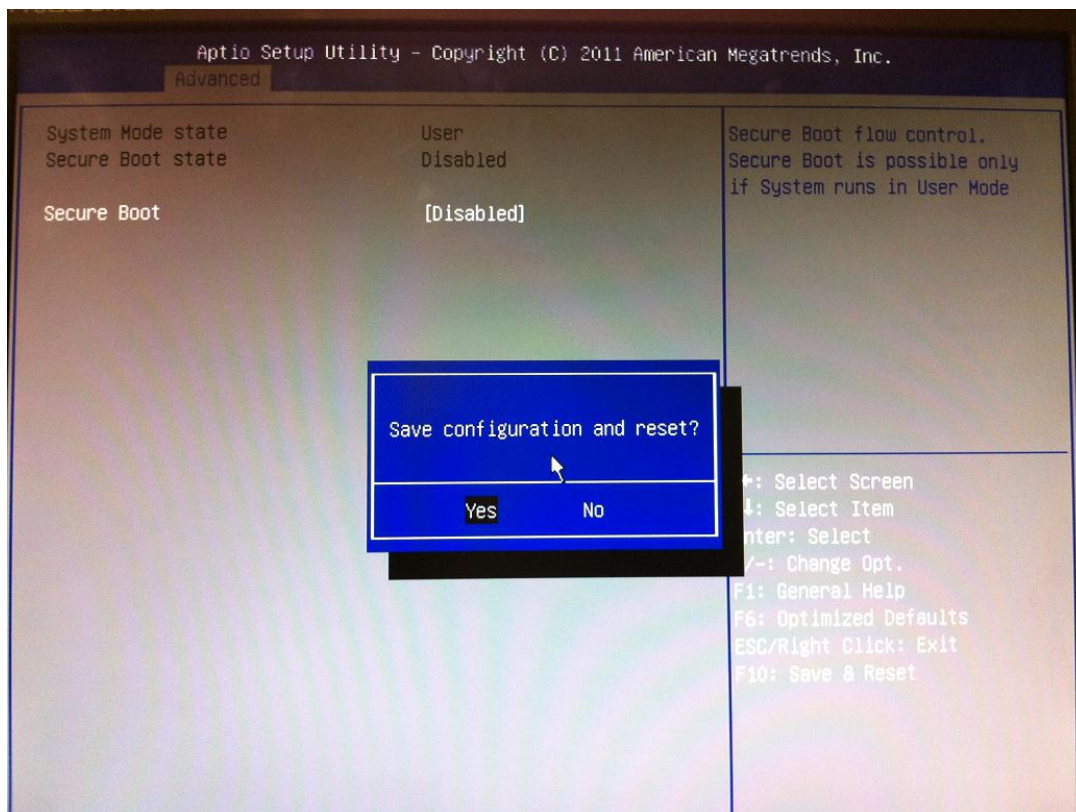 Aptio Setup Utility – Copyright (C) 2011 American Megatrends, Inc.
Advanced
System Mode state User
Secure Boot state Disabled
Secure Boot [Disabled]
Secure Boot flow control.
Secure Boot is possible only
if System runs in User Mode
Save configuration and reset?
Yes No
: Select Screen
: Select Item
nter: Select
/-: Change Opt.
F1: General Help
F6: Optimized Defaults
ESC/Right Click: Exit
F10: Save & Reset